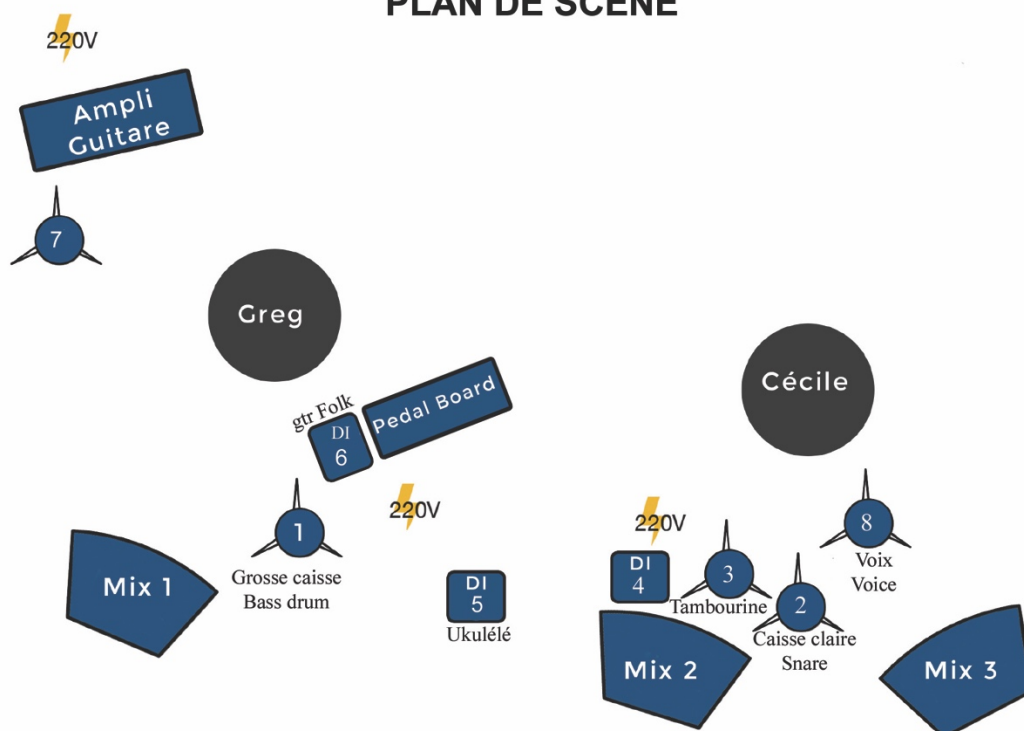 PLAN DE SCÈNE
220V
Ampli
Guitare
7
Greg
Cécile
gtr Folk
DI
6
Pedal Board
220V
1
Grosse caisse
Bass drum
Mix 1
DI
5
Ukulélé
220V
DI
4
3
Tambourine
2
Caisse claire
Snare
8
Voix
Voice
Mix 2
Mix 3